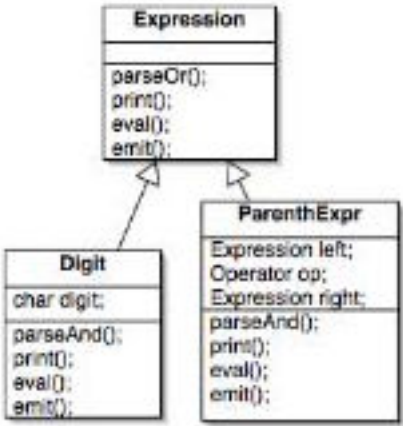 Expression
parseOr();
print();
eval();
emit();
Digit
char digit;
parseAnd();
print();
eval();
emit();
ParenthExpr
Expression left;
Operator op;
Expression right;
parseAnd();
print();
eval();
emit();